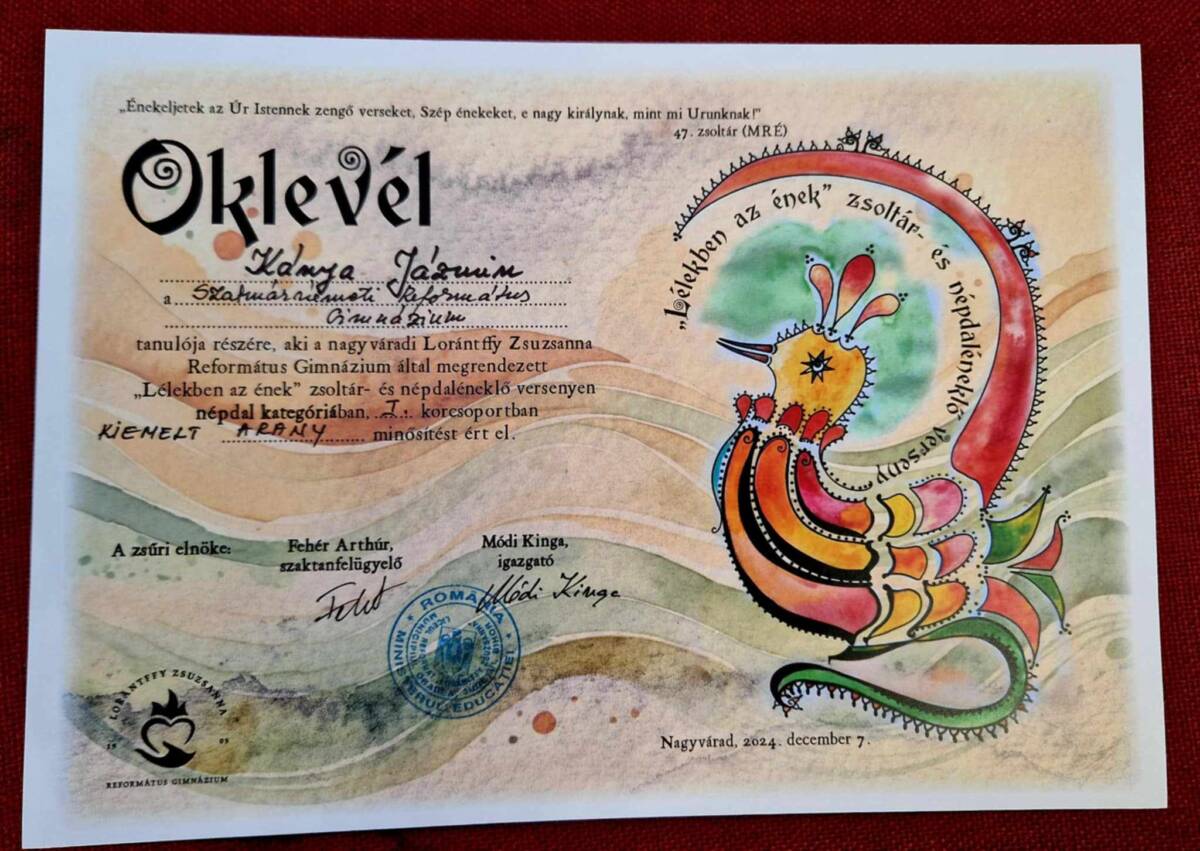 „Énekeljetek az Úr Istennek zengő verseket, Szép énekeket, e nagy királynak, mint mi Urunknak!”
47. zsoltár (MRÉ)
Oklevél
Kánya Jázmin
a Szatmárnémeti Református
Gimnázium
tanulója részére, aki a nagyváradi Lorántffy Zsuzsanna
Református Gimnázium által megrendezett
„Lélekben az ének” zsoltár- és népdaléneklő versenyen
népdal kategóriában, I. korcsoportban
KIEMELT ARANY minősítést ért el.
„Lélekben az ének” zsoltár- és népdaléneklő verseny
A zsűri elnöke:
Fehér Arthúr,
szaktanfelügyelő
Módi Kinga,
igazgató
Módi Kinga
ROMÂNIA
MINISTERUL EDUCAȚIEI
LORÁNTFFY ZSUZSANNA
REFORMÁTUS GIMNÁZIUM
Nagyvárad, 2024. december 7.